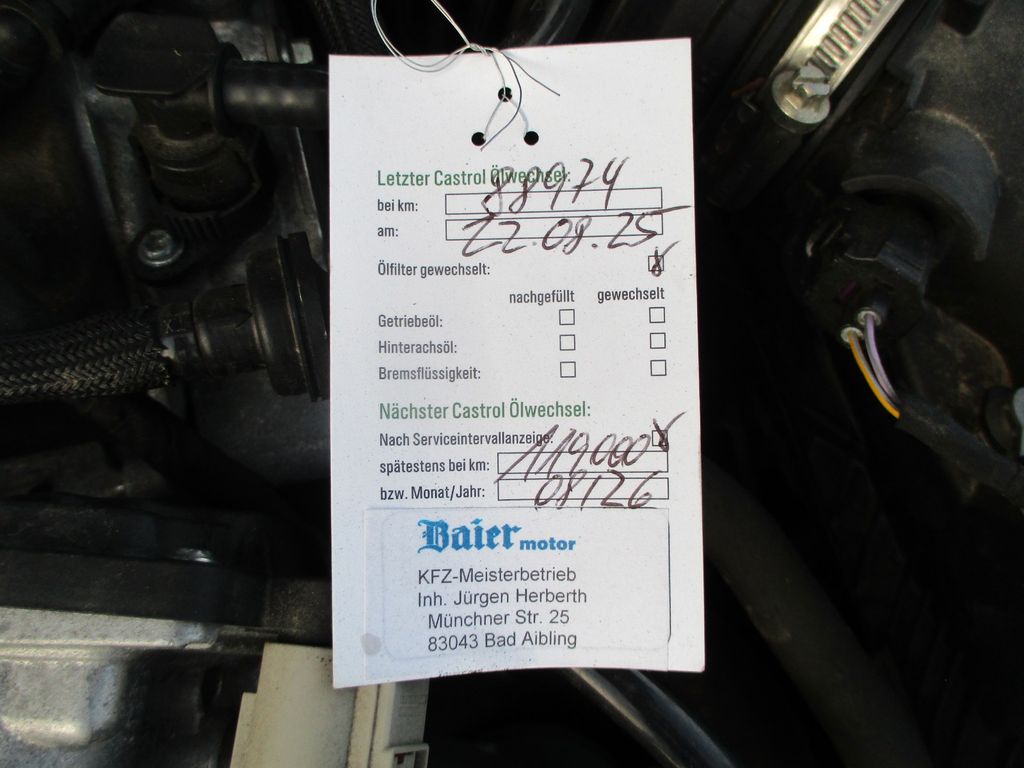 Letzter Castrol Ölwechsel:
bei km: 88974
am: 22.08.25
Ölfilter gewechselt:
nachgefüllt gewechselt
Getriebeöl:
Hinterachsöl:
Bremsflüssigkeit:
Nächster Castrol Ölwechsel:
Nach Serviceintervallanzeige:
spätestens bei km: 119000
bzw. Monat/Jahr: 08/26
Baier motor
KFZ-Meisterbetrieb
Inh. Jürgen Herberth
Münchner Str. 25
83043 Bad Aibling